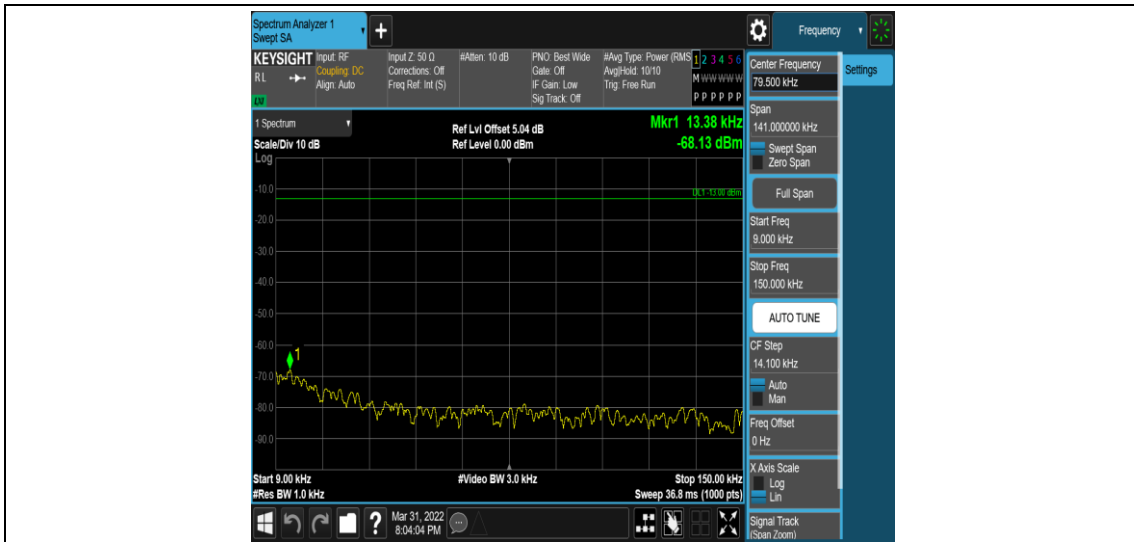 Spectrum Analyzer 1
Swept SA
+
Frequency
KEYSIGHT
RL
LXI
Input: RF
Coupling: DC
Align: Auto
Input Z: 50 Ω
Corrections: Off
Freq Ref: Int (S)
#Atten: 10 dB
PNO: Best Wide
Gate: Off
IF Gain: Low
Sig Track: Off
#Avg Type: Power (RMS
Avg|Hold: 10/10
Trig: Free Run
1 2 3 4 5 6
M W W W W W
P P P P P P
Settings
1 Spectrum
Scale/Div 10 dB
Log
Ref Lvl Offset 5.04 dB
Ref Level 0.00 dBm
Mkr1 13.38 kHz
-68.13 dBm
DL1 -13.00 dBm
-10.0
-20.0
-30.0
-40.0
-50.0
-60.0
1
-70.0
-80.0
-90.0
Start 9.00 kHz
#Res BW 1.0 kHz
#Video BW 3.0 kHz
Stop 150.00 kHz
Sweep 36.8 ms (1000 pts)
Center Frequency
79.500 kHz
Span
141.000000 kHz
Swept Span
Zero Span
Full Span
Start Freq
9.000 kHz
Stop Freq
150.000 kHz
AUTO TUNE
CF Step
14.100 kHz
Auto
Man
Freq Offset
0 Hz
X Axis Scale
Log
Lin
Signal Track
(Span Zoom)
?
Mar 31, 2022
8:04:04 PM